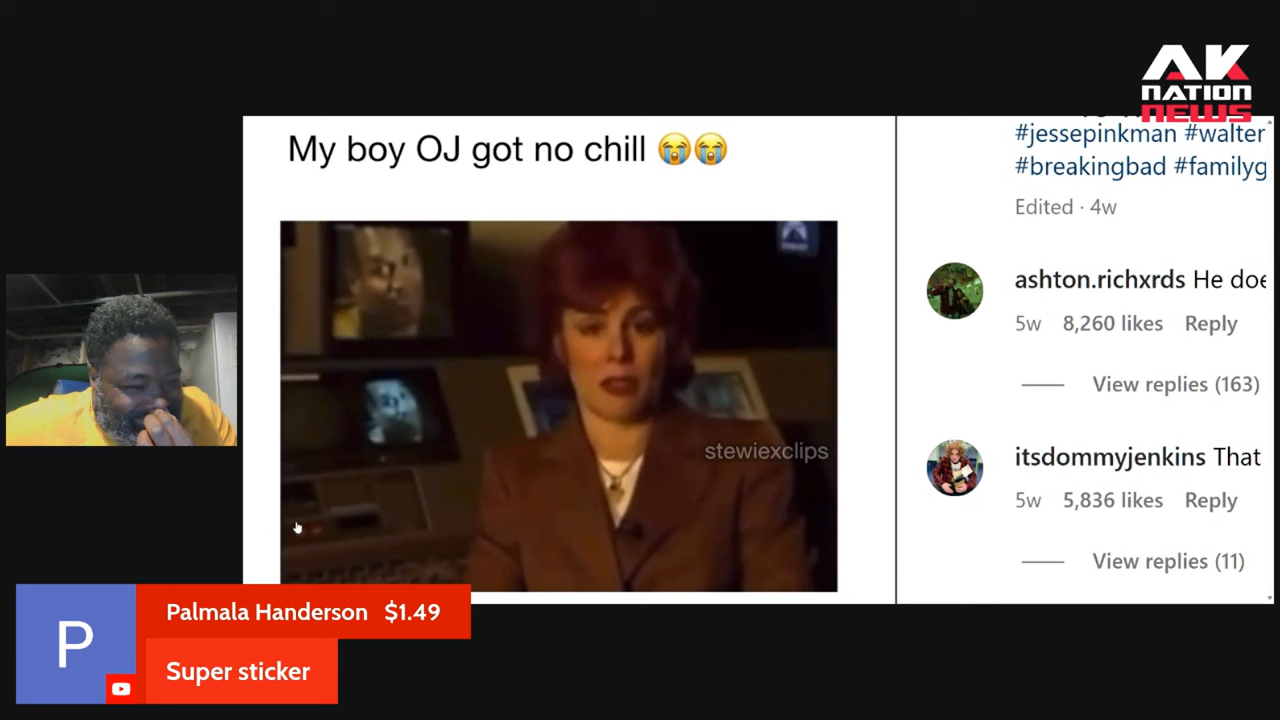 AK
NATION
NEWS
My boy OJ got no chill 😭😭
#jessepinkman #walter
#breakingbad #familyg
Edited · 4w
ashton.richxrds He doe
5w 8,260 likes Reply
View replies (163)
stewiexclips
itsdommyjenkins That
5w 5,836 likes Reply
View replies (11)
P
Palmala Handerson $1.49
Super sticker